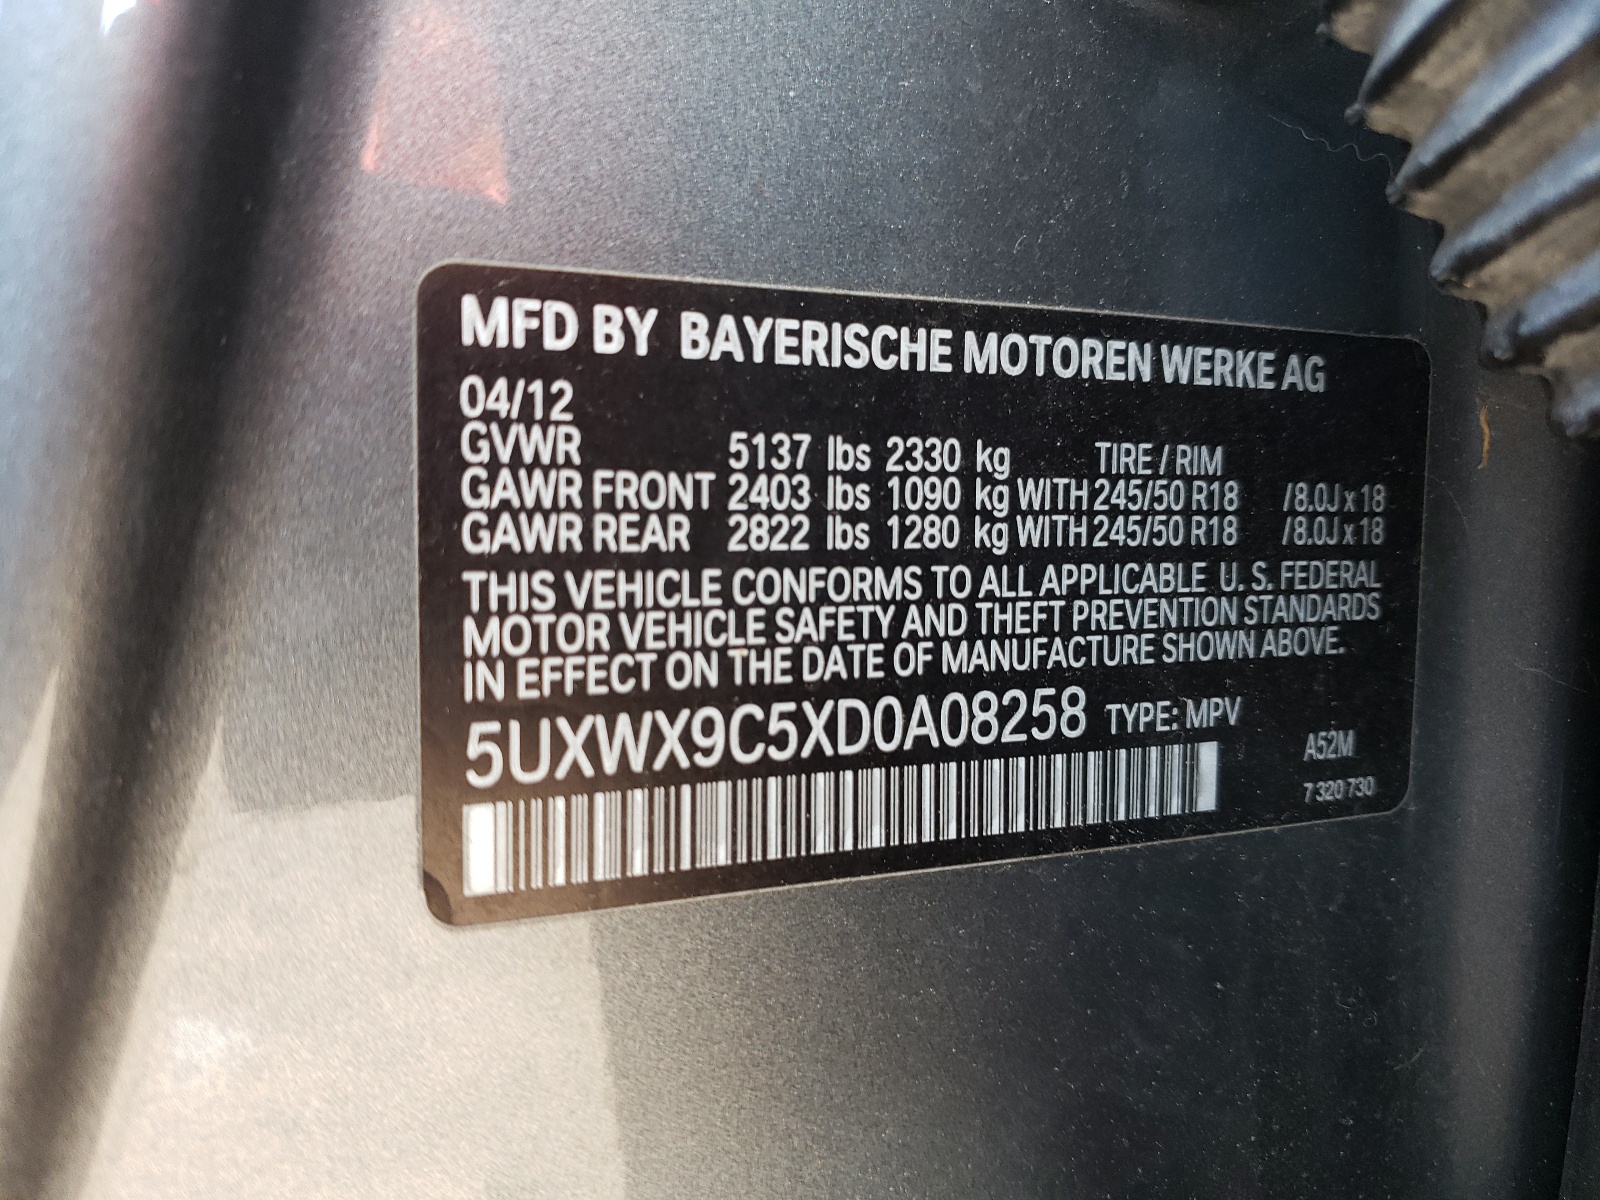 MFD BY BAYERISCHE MOTOREN WERKE AG
04/12
GVWR 5137 lbs 2330 kg TIRE / RIM
GAWR FRONT 2403 lbs 1090 kg WITH 245/50 R18 /8.0J x 18
GAWR REAR 2822 lbs 1280 kg WITH 245/50 R18 /8.0J x 18
THIS VEHICLE CONFORMS TO ALL APPLICABLE U. S. FEDERAL
MOTOR VEHICLE SAFETY AND THEFT PREVENTION STANDARDS
IN EFFECT ON THE DATE OF MANUFACTURE SHOWN ABOVE.
5UXWX9C5XD0A08258 TYPE: MPV
A52M
7 320 730